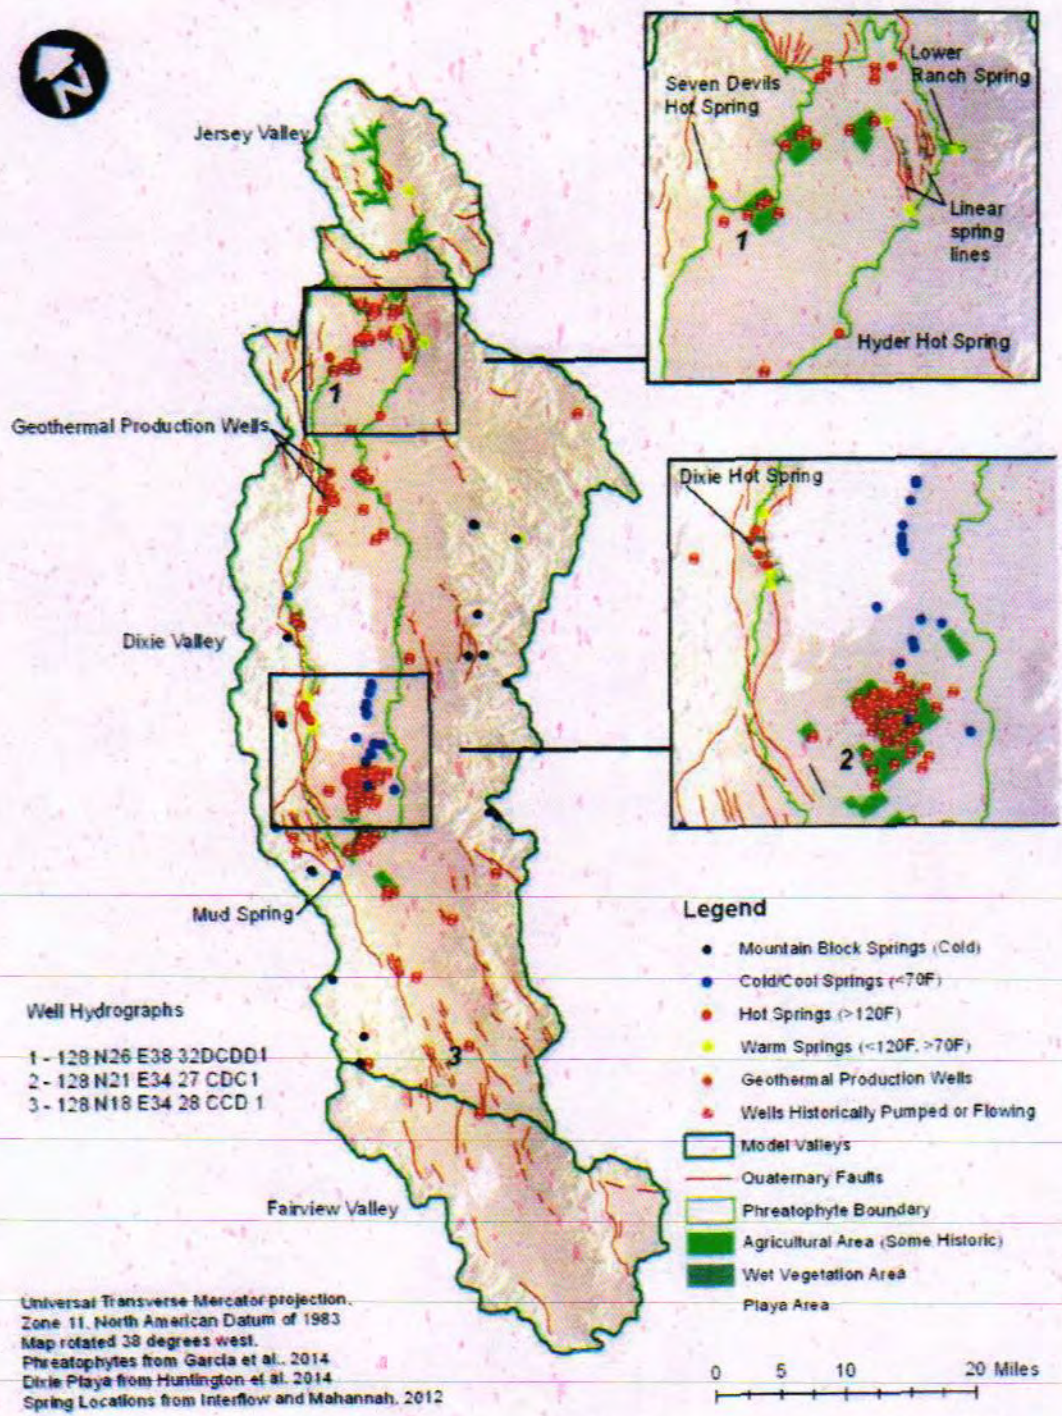 N
Jersey Valley
Seven Devils
Hot Spring
Lower
Ranch Spring
Linear
spring
lines
1
Hyder Hot Spring
1
Geothermal Production Wells
Dixie Hot Spring
Dixie Valley
2
Mud Spring
3
Fairview Valley
Well Hydrographs
1 - 128 N26 E38 32DCDD1
2 - 128 N21 E34 27 CDC1
3 - 128 N18 E34 28 CCD 1
Legend
Mountain Block Springs (Cold)
Cold/Cool Springs (<70F)
Hot Springs (>120F)
Warm Springs (<120F, >70F)
Geothermal Production Wells
Wells Historically Pumped or Flowing
Model Valleys
Quaternary Faults
Phreatophyte Boundary
Agricultural Area (Some Historic)
Wet Vegetation Area
Playa Area
Universal Transverse Mercator projection,
Zone 11, North American Datum of 1983
Map rotated 38 degrees west.
Phreatophytes from Garcia et al., 2014
Dixie Playa from Huntington et al. 2014
Spring Locations from Interflow and Mahannah, 2012
0 5 10 20 Miles